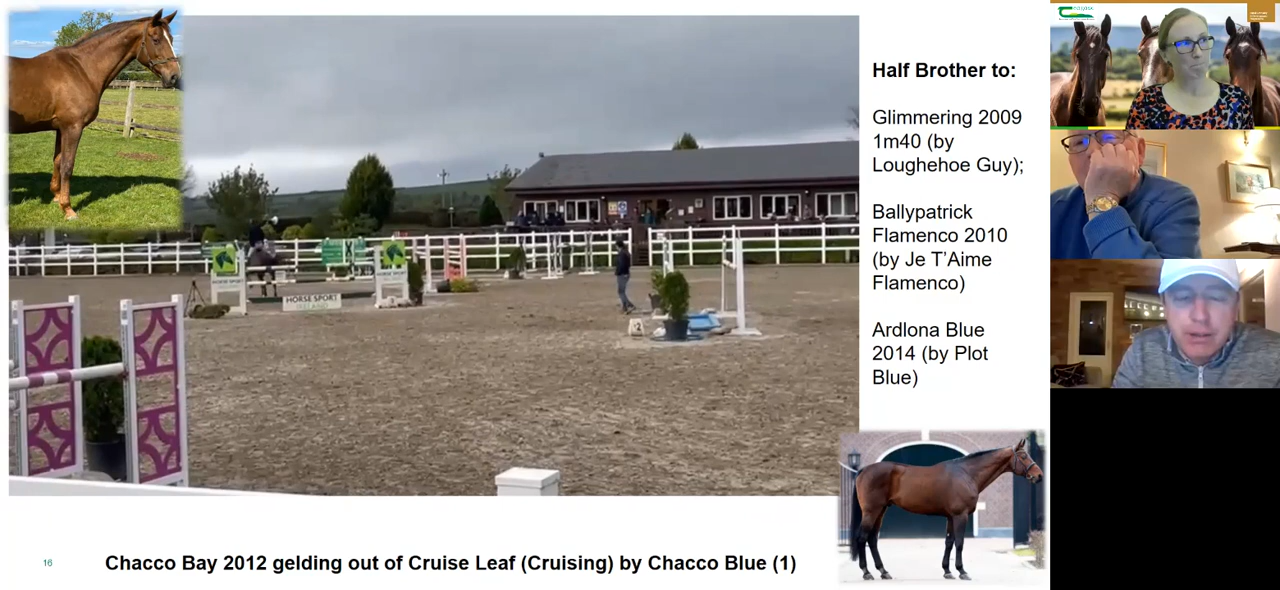 Half Brother to:
Glimmering 2009
1m40 (by
Loughehoe Guy);
Ballypatrick
Flamenco 2010
(by Je T'Aime
Flamenco)
Ardlona Blue
2014 (by Plot
Blue)
HORSE SPORT
IRELAND
16
Chacco Bay 2012 gelding out of Cruise Leaf (Cruising) by Chacco Blue (1)